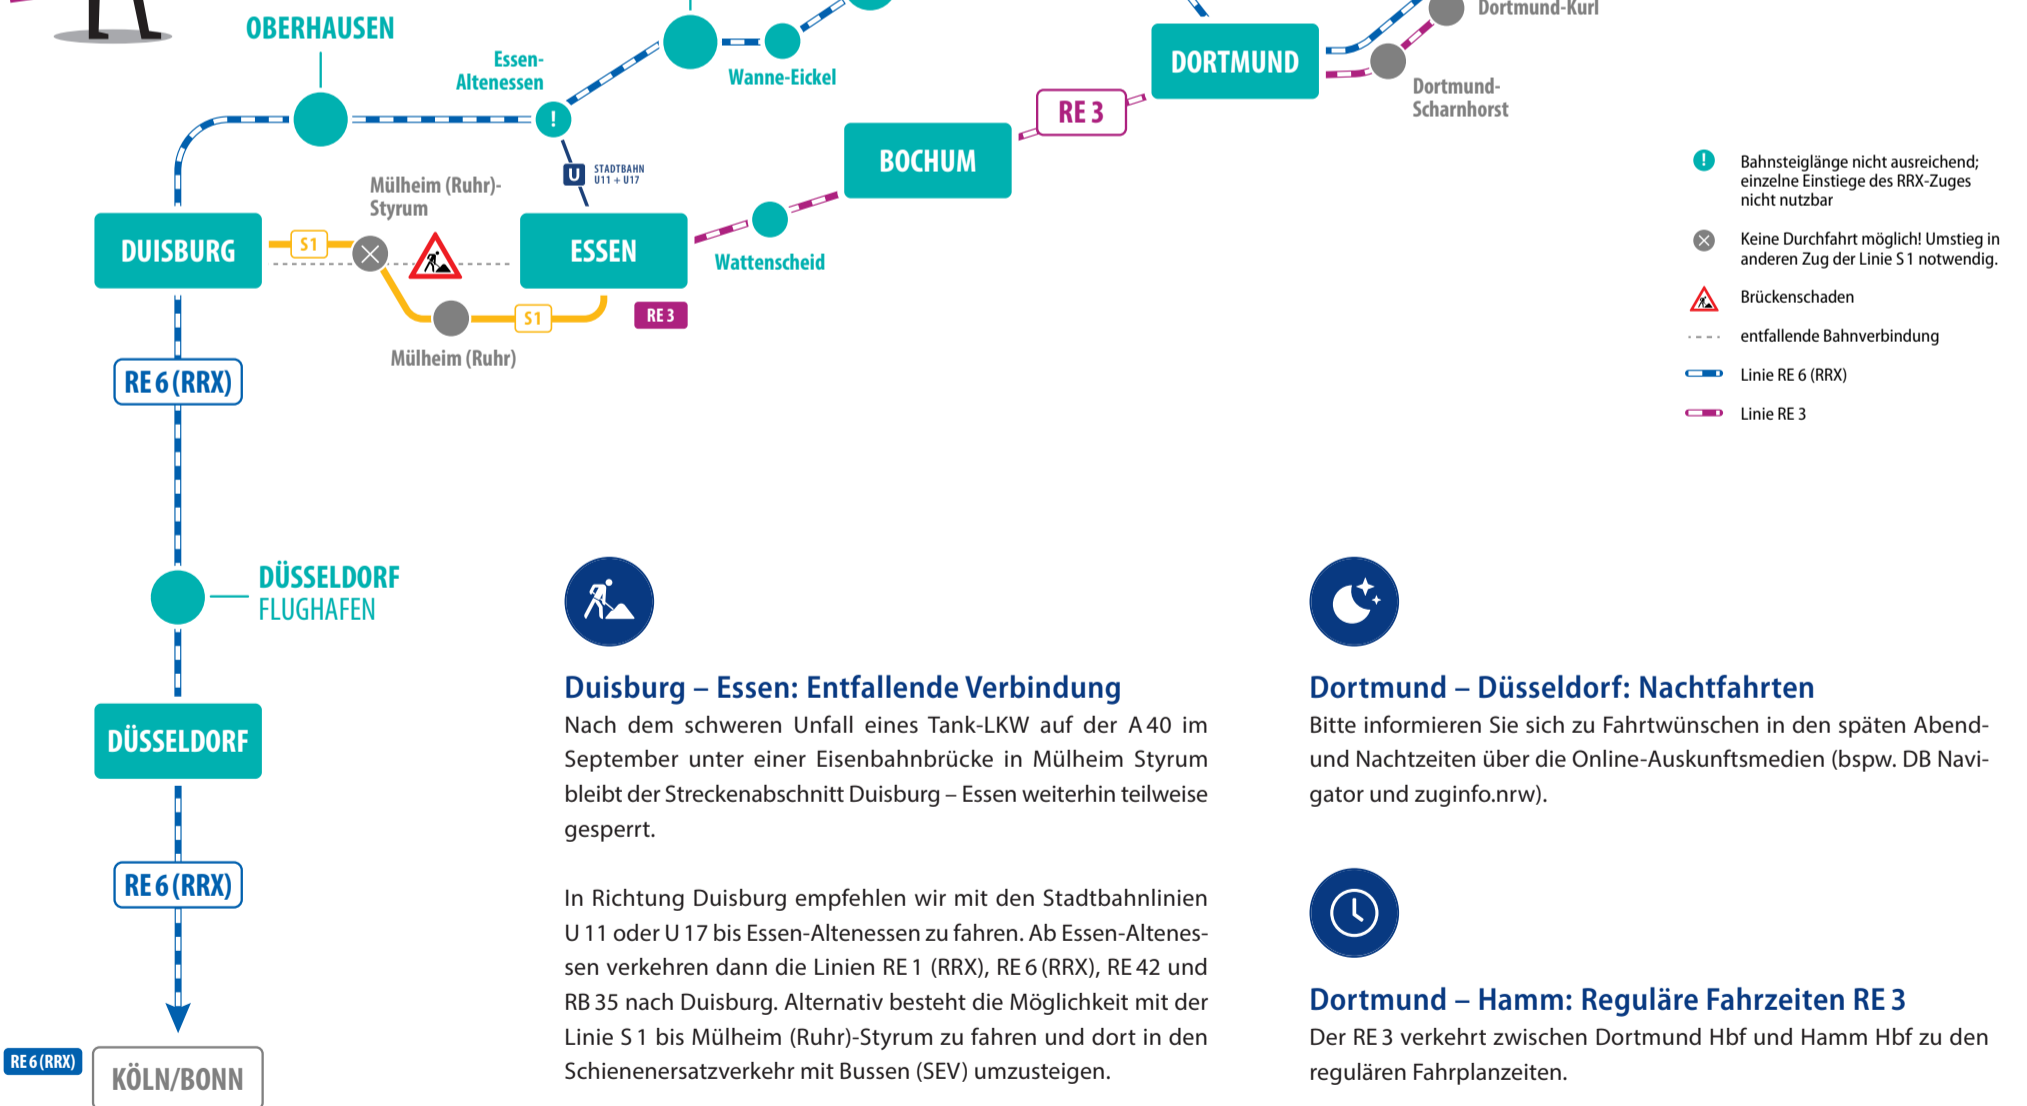 Dortmund-Kurl
OBERHAUSEN
Essen-
Altenessen
Wanne-Eickel
DORTMUND
Dortmund-
Scharnhorst
RE 3
!
BOCHUM
U
STADTBAHN
U11 + U17
Mülheim (Ruhr)-
Styrum
DUISBURG
S1
ESSEN
Wattenscheid
RE 3
S1
Mülheim (Ruhr)
RE 6 (RRX)
!
Bahnsteiglänge nicht ausreichend;
einzelne Einstiege des RRX-Zuges
nicht nutzbar
Keine Durchfahrt möglich! Umstieg in
anderen Zug der Linie S 1 notwendig.
Brückenschaden
entfallende Bahnverbindung
Linie RE 6 (RRX)
Linie RE 3
DÜSSELDORF
FLUGHAFEN
DÜSSELDORF
RE 6 (RRX)
RE 6 (RRX)
KÖLN/BONN
Duisburg – Essen: Entfallende Verbindung
Nach dem schweren Unfall eines Tank-LKW auf der A 40 im
September unter einer Eisenbahnbrücke in Mülheim Styrum
bleibt der Streckenabschnitt Duisburg – Essen weiterhin teilweise
gesperrt.
In Richtung Duisburg empfehlen wir mit den Stadtbahnlinien
U 11 oder U 17 bis Essen-Altenessen zu fahren. Ab Essen-Altenes-
sen verkehren dann die Linien RE 1 (RRX), RE 6 (RRX), RE 42 und
RB 35 nach Duisburg. Alternativ besteht die Möglichkeit mit der
Linie S 1 bis Mülheim (Ruhr)-Styrum zu fahren und dort in den
Schienenersatzverkehr mit Bussen (SEV) umzusteigen.
Dortmund – Düsseldorf: Nachtfahrten
Bitte informieren Sie sich zu Fahrtwünschen in den späten Abend-
und Nachtzeiten über die Online-Auskunftsmedien (bspw. DB Navi-
gator und zuginfo.nrw).
Dortmund – Hamm: Reguläre Fahrzeiten RE 3
Der RE 3 verkehrt zwischen Dortmund Hbf und Hamm Hbf zu den
regulären Fahrplanzeiten.